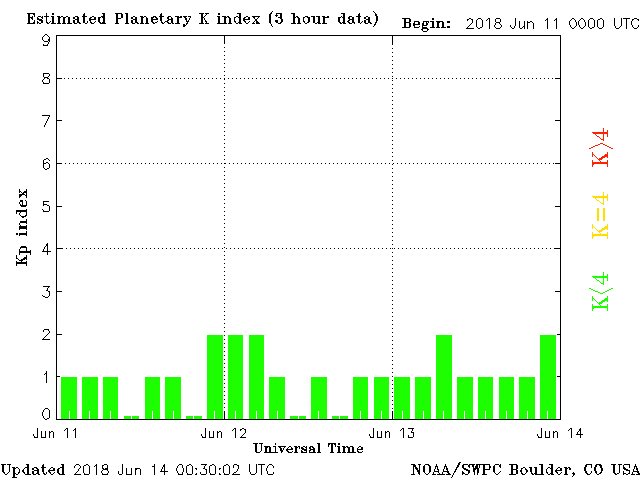 Estimated Planetary K index (3 hour data) Begin: 2018 Jun 11 0000 UTC
9
8
7
6
5
4
3
2
1
0
Kp index
K>4
K=4
K<4
Jun 11 Jun 12 Jun 13 Jun 14
Universal Time
Updated 2018 Jun 14 00:30:02 UTC NOAA/SWPC Boulder, CO USA